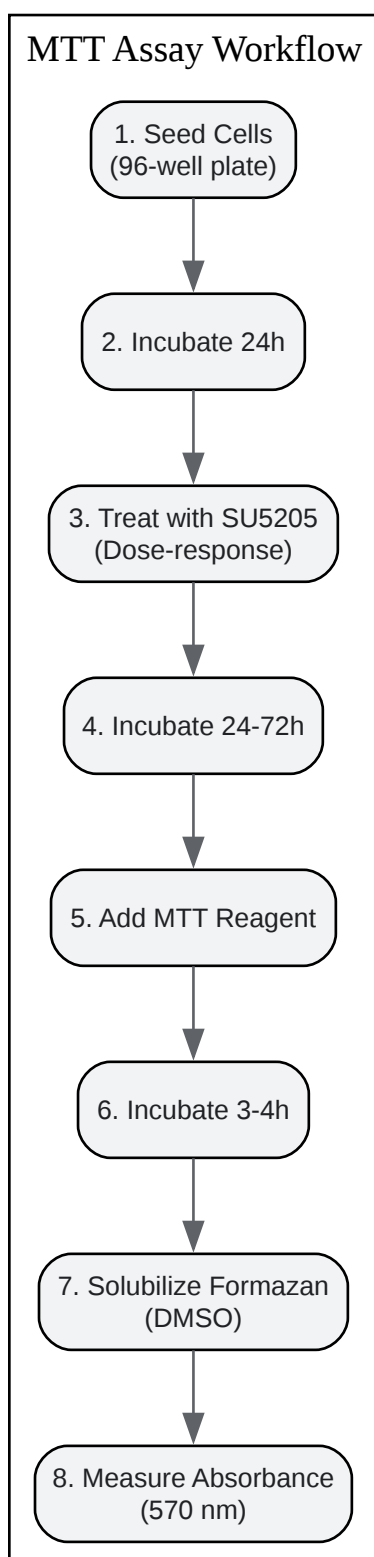 MTT Assay Workflow
1. Seed Cells
(96-well plate)
2. Incubate 24h
3. Treat with SU5205
(Dose-response)
4. Incubate 24-72h
5. Add MTT Reagent
6. Incubate 3-4h
7. Solubilize Formazan
(DMSO)
8. Measure Absorbance
(570 nm)